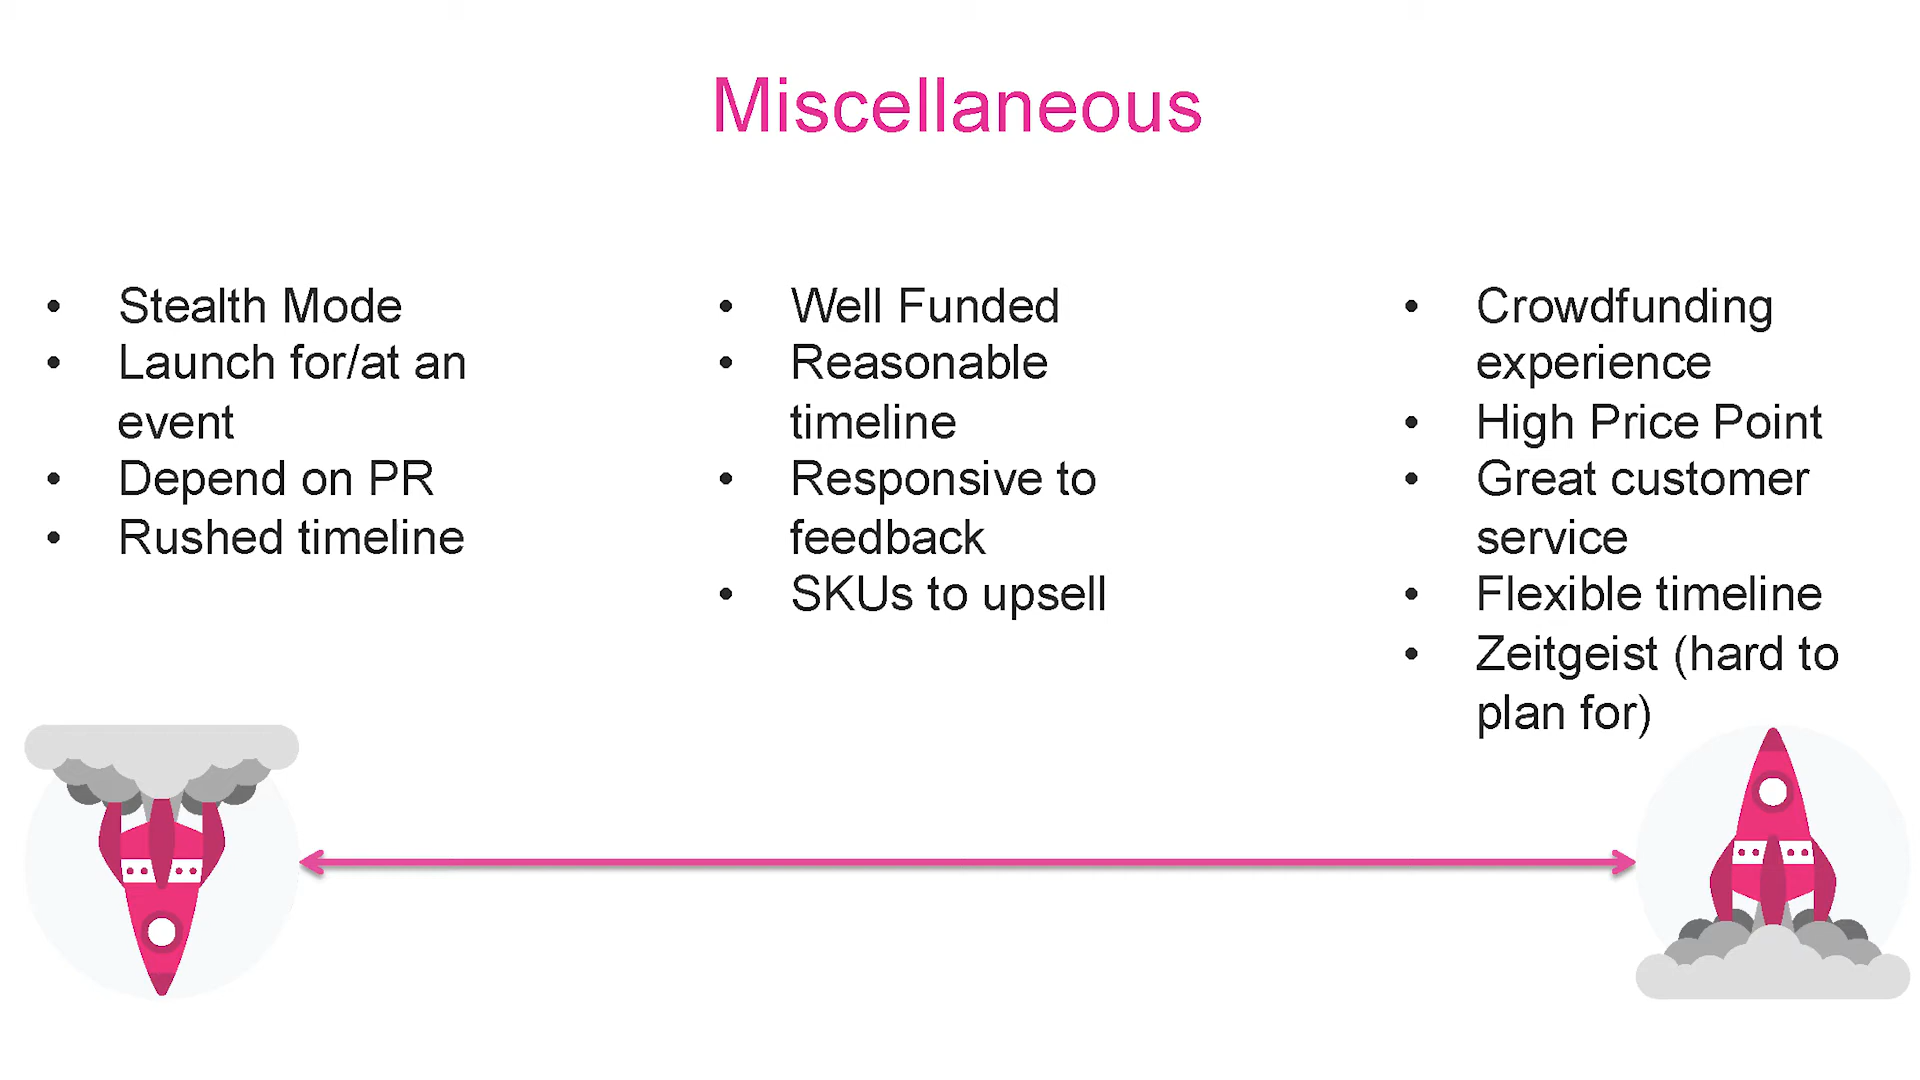 Miscellaneous
• Stealth Mode
• Launch for/at an
event
• Depend on PR
• Rushed timeline
• Well Funded
• Reasonable
timeline
• Responsive to
feedback
• SKUs to upsell
• Crowdfunding
experience
• High Price Point
• Great customer
service
• Flexible timeline
• Zeitgeist (hard to
plan for)